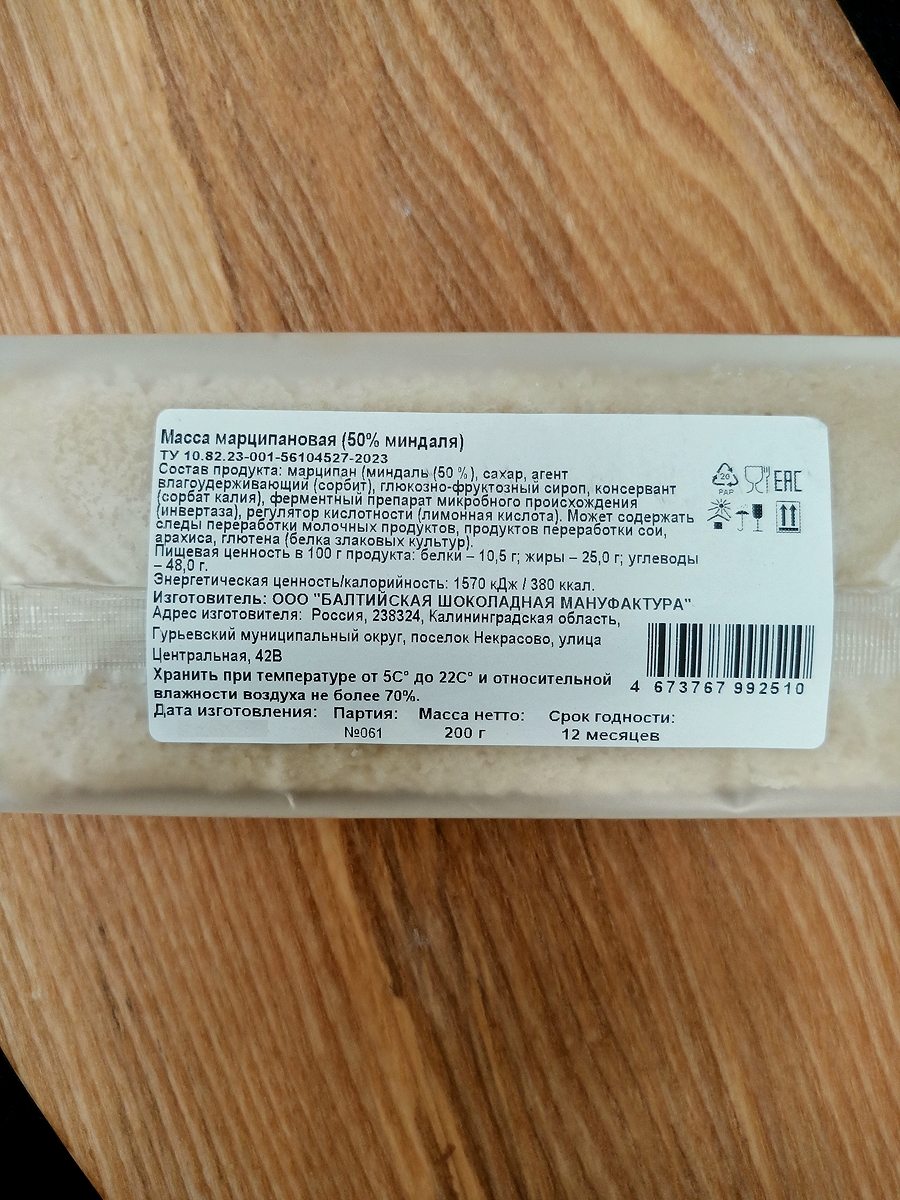 Масса марципановая (50% миндаля)
ТУ 10.82.23-001-56104527-2023
Состав продукта: марципан (миндаль (50 %), сахар, агент
влагоудерживающий (сорбит), глюкозно-фруктозный сироп, консервант
(сорбат калия), ферментный препарат микробного происхождения
(инвертаза), регулятор кислотности (лимонная кислота). Может содержать
следы переработки молочных продуктов, продуктов переработки сои,
арахиса, глютена (белка злаковых культур).
Пищевая ценность в 100 г продукта: белки – 10,5 г; жиры – 25,0 г; углеводы
– 48,0 г.
Энергетическая ценность/калорийность: 1570 кДж / 380 ккал.
Изготовитель: ООО "БАЛТИЙСКАЯ ШОКОЛАДНАЯ МАНУФАКТУРА"
Адрес изготовителя: Россия, 238324, Калининградская область,
Гурьевский муниципальный округ, поселок Некрасово, улица
Центральная, 42В
Хранить при температуре от 5С° до 22С° и относительной
влажности воздуха не более 70%.
Дата изготовления: Партия: Масса нетто: Срок годности:
№061 200 г 12 месяцев
20
PAP
EAC
4 673767 992510